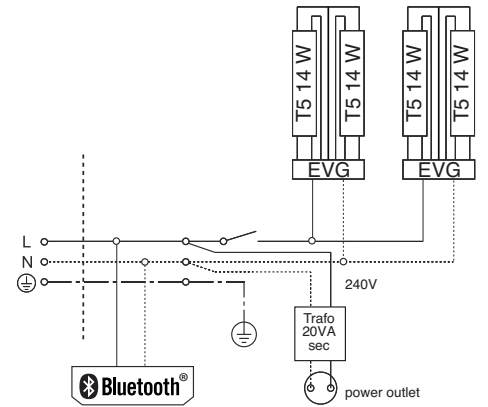 T5 14 W
T5 14 W
T5 14 W
T5 14 W
EVG
EVG
L
N
240V
Trafo
20VA
sec
Bluetooth®
power outlet